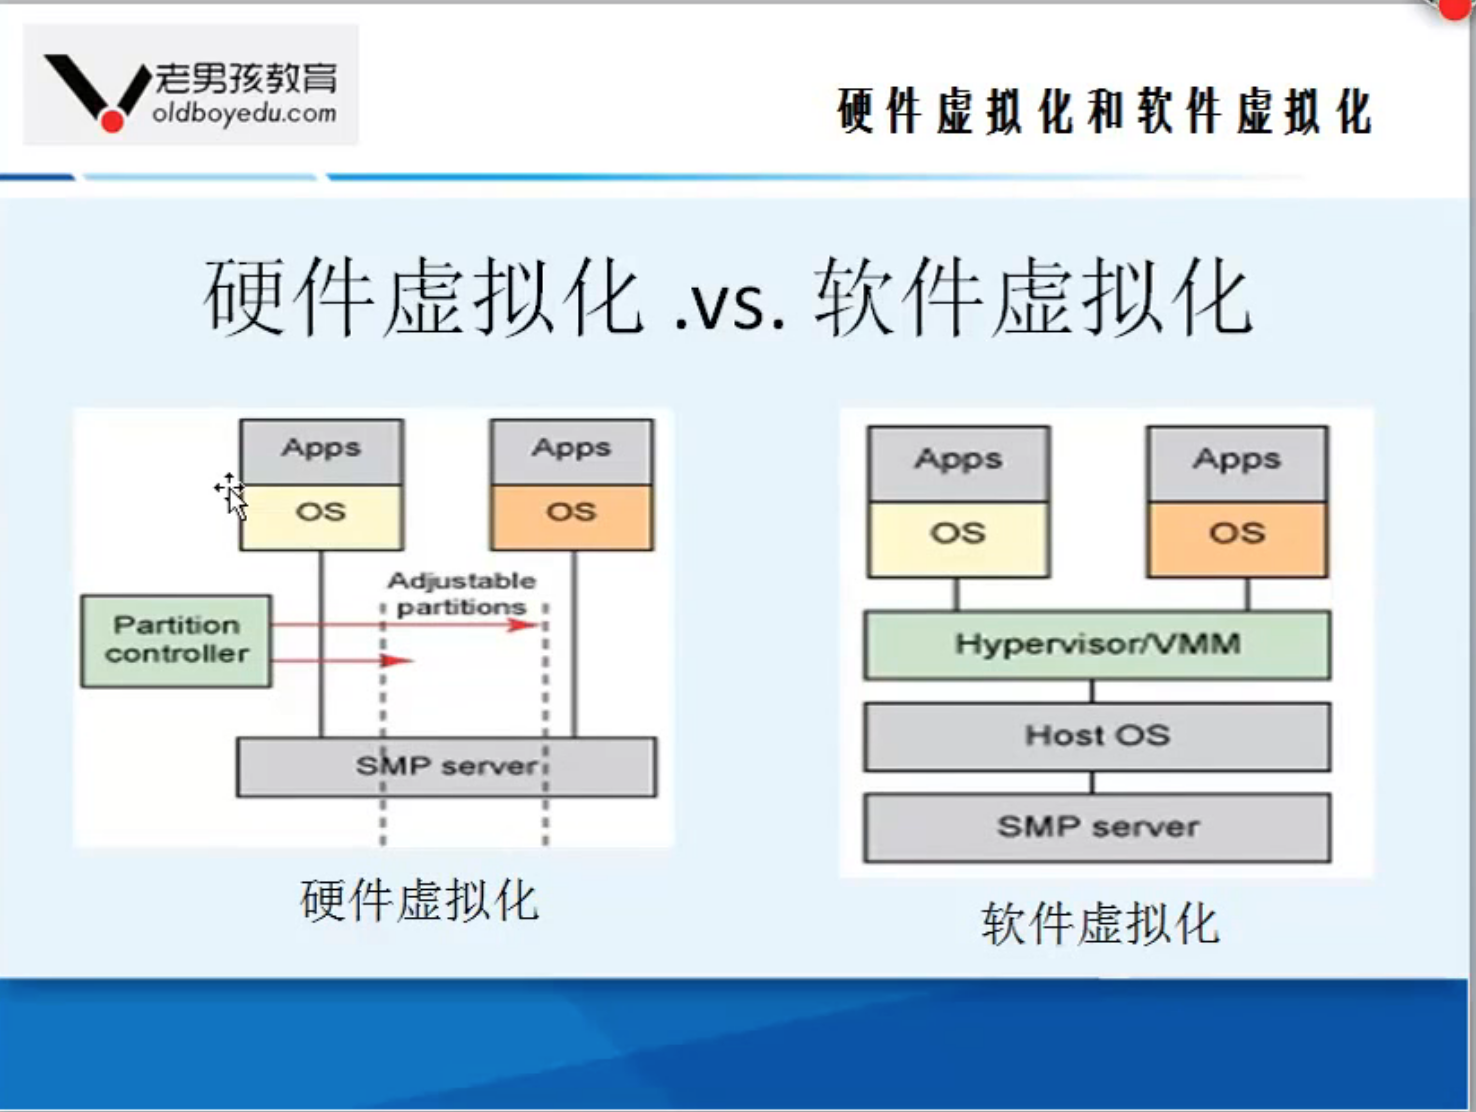 老男孩教育
oldboyedu.com
硬件虚拟化和软件虚拟化
硬件虚拟化 .vs. 软件虚拟化
Apps
Apps
OS
OS
Adjustable
partitions
Partition
controller
SMP server
硬件虚拟化
Apps
Apps
OS
OS
Hypervisor/VMM
Host OS
SMP server
软件虚拟化